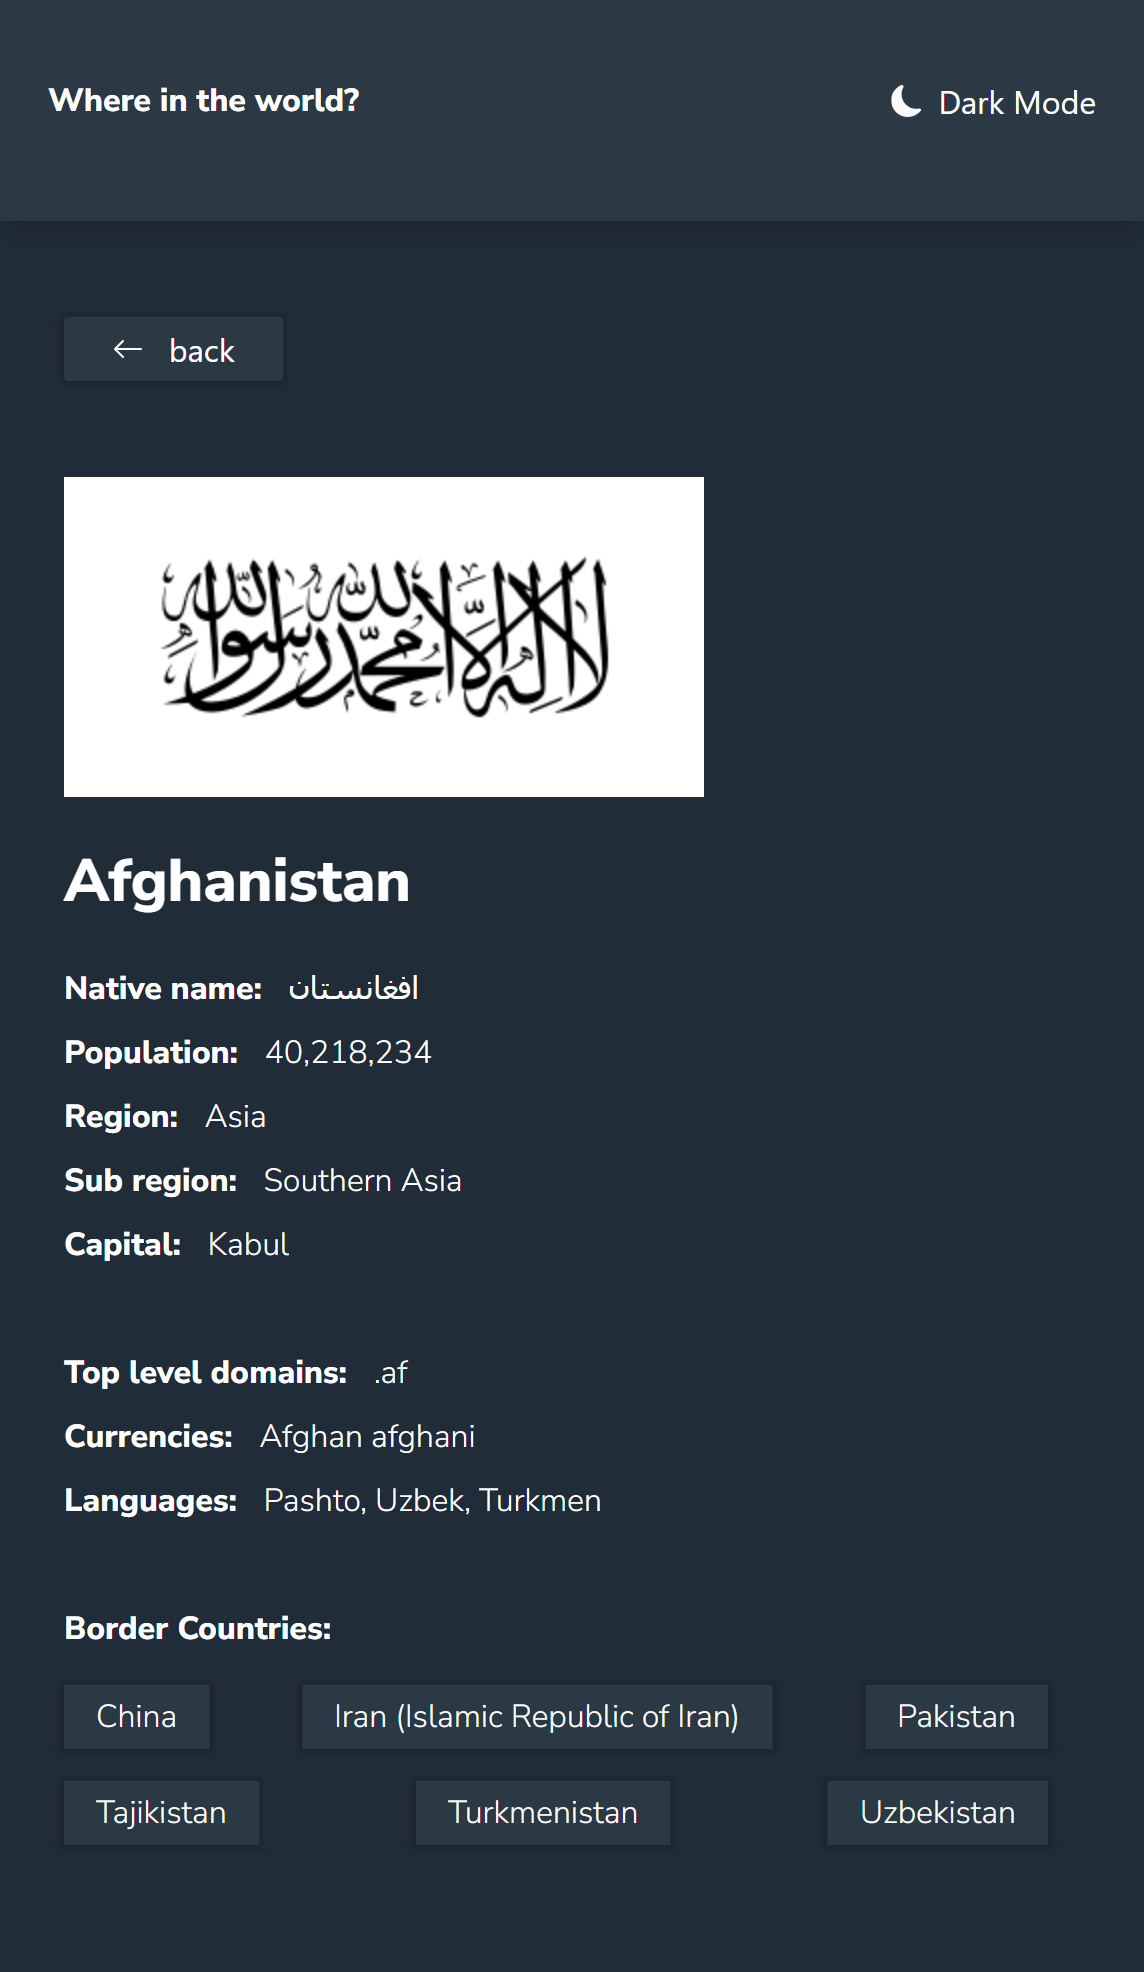 Where in the world?
Dark Mode
back
لا إله إلا الله محمد رسول الله
Afghanistan
Native name: افغانستان
Population: 40,218,234
Region: Asia
Sub region: Southern Asia
Capital: Kabul
Top level domains: .af
Currencies: Afghan afghani
Languages: Pashto, Uzbek, Turkmen
Border Countries:
China Iran (Islamic Republic of Iran) Pakistan
Tajikistan Turkmenistan Uzbekistan